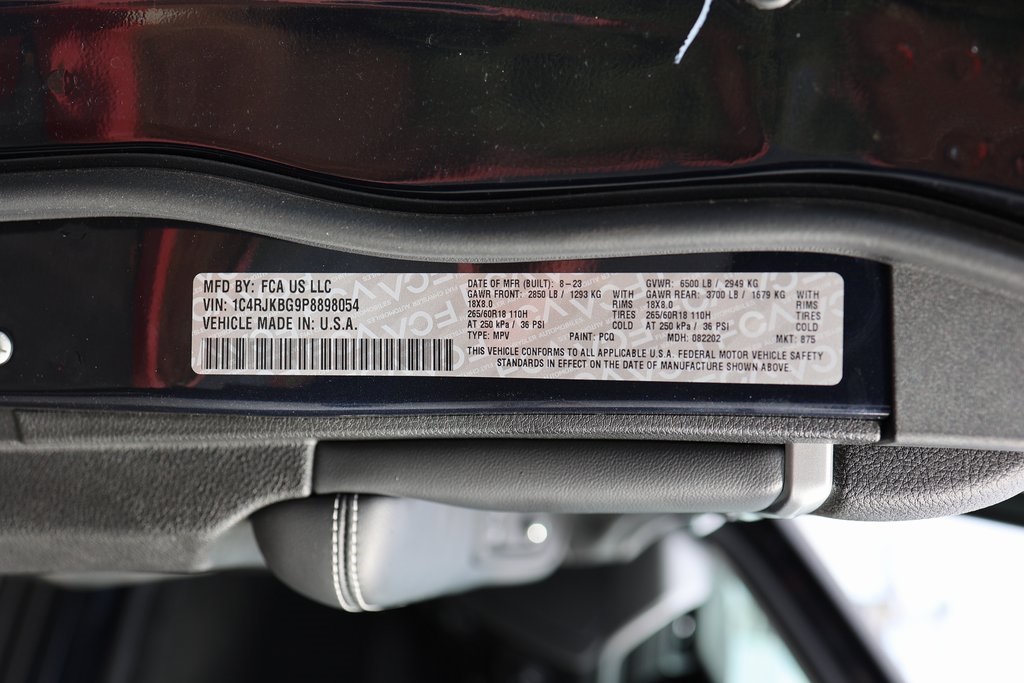 MFD BY: FCA US LLC
VIN: 1C4RJKBG9P8898054
VEHICLE MADE IN: U.S.A.
DATE OF MFR (BUILT): 8-23 GVWR: 6500 LB / 2949 KG
GAWR FRONT: 2850 LB / 1293 KG WITH GAWR REAR: 3700 LB / 1679 KG WITH
18X8.0 RIMS 18X8.0 RIMS
265/60R18 110H TIRES 265/60R18 110H TIRES
AT 250 kPa / 36 PSI COLD AT 250 kPa / 36 PSI COLD
TYPE: MPV PAINT: PCQ MDH: 082202 MKT: 875
THIS VEHICLE CONFORMS TO ALL APPLICABLE U.S.A. FEDERAL MOTOR VEHICLE SAFETY
STANDARDS IN EFFECT ON THE DATE OF MANUFACTURE SHOWN ABOVE.